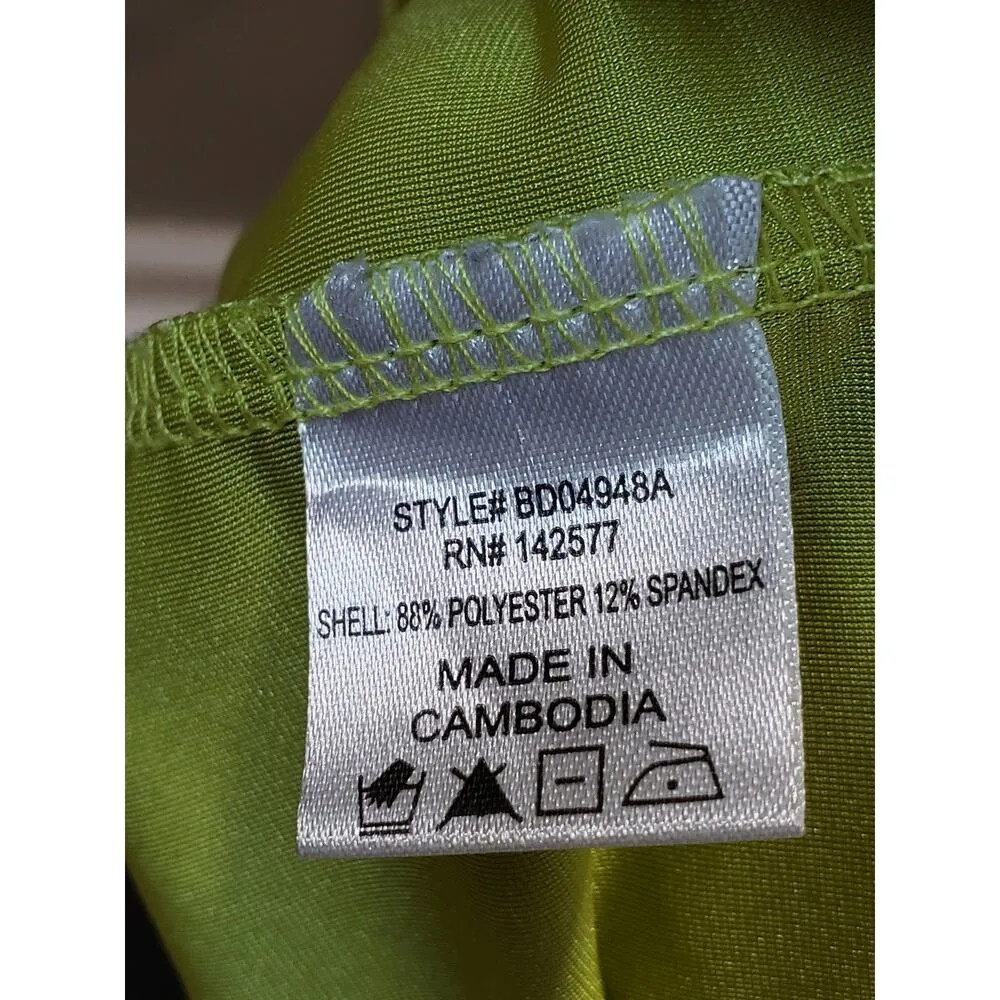 STYLE# BD04948A
RN# 142577
SHELL: 88% POLYESTER 12% SPANDEX
MADE IN
CAMBODIA